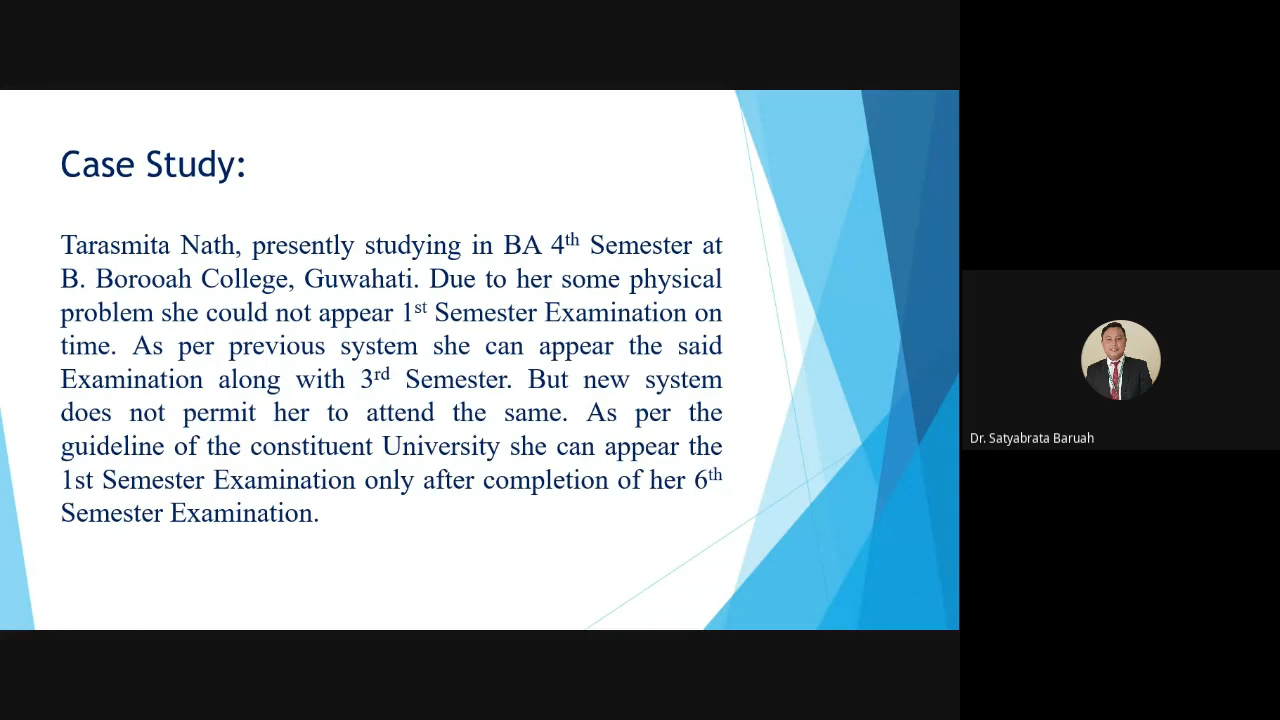 Case Study:
Tarasmita Nath, presently studying in BA 4th Semester at
B. Borooah College, Guwahati. Due to her some physical
problem she could not appear 1st Semester Examination on
time. As per previous system she can appear the said
Examination along with 3rd Semester. But new system
does not permit her to attend the same. As per the
guideline of the constituent University she can appear the
1st Semester Examination only after completion of her 6th
Semester Examination.
Dr. Satyabrata Baruah